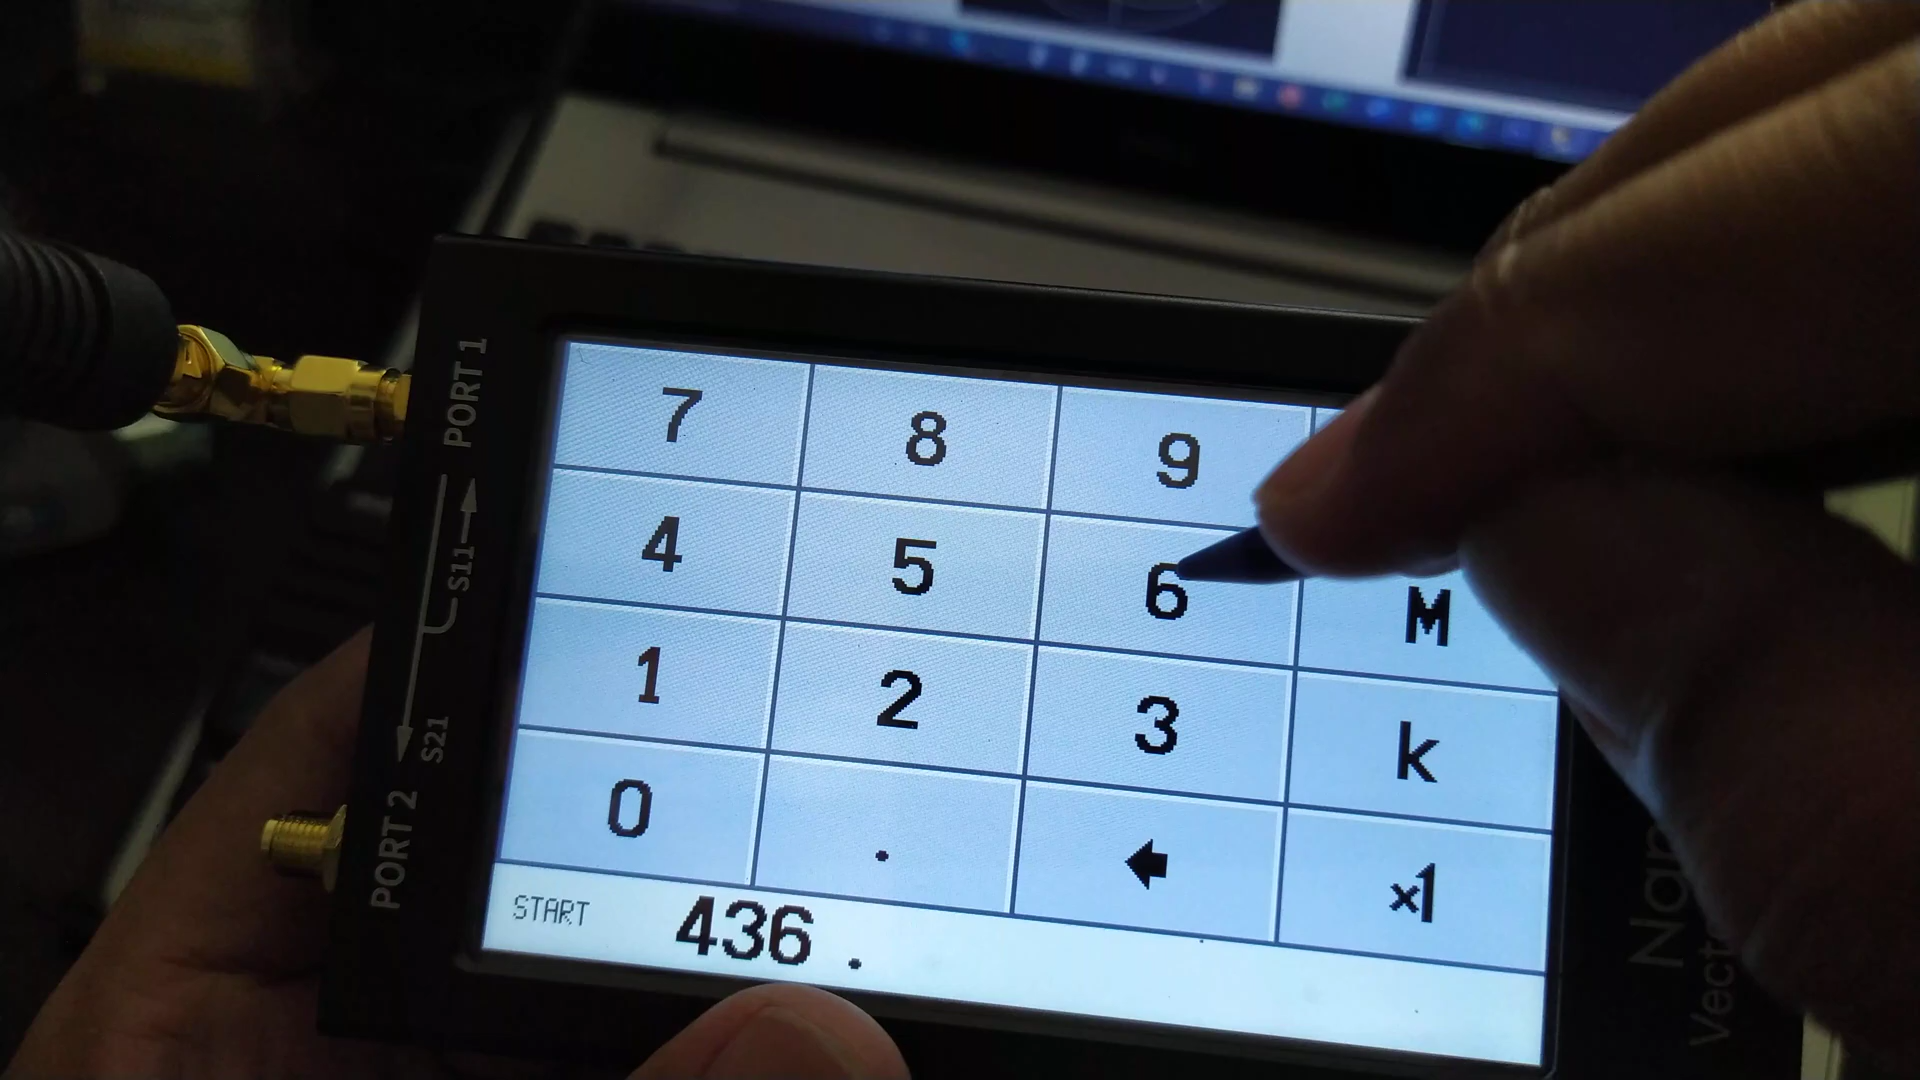 PORT 1
S11
S21
PORT 2
7 8 9
4 5 6 M
1 2 3 k
0 . ← ×1
START 436.